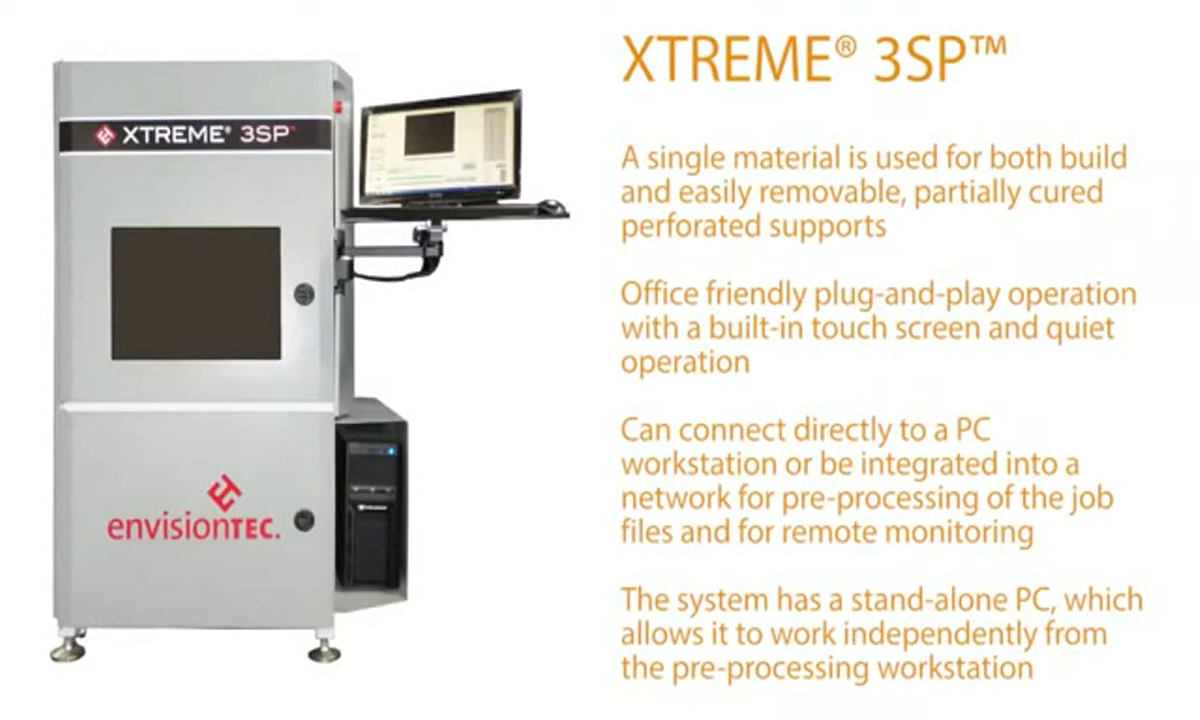 XTREME® 3SP™
XTREME® 3SP™
A single material is used for both build
and easily removable, partially cured
perforated supports
Office friendly plug-and-play operation
with a built-in touch screen and quiet
operation
Can connect directly to a PC
workstation or be integrated into a
network for pre-processing of the job
files and for remote monitoring
The system has a stand-alone PC, which
allows it to work independently from
the pre-processing workstation
envisionTEC.